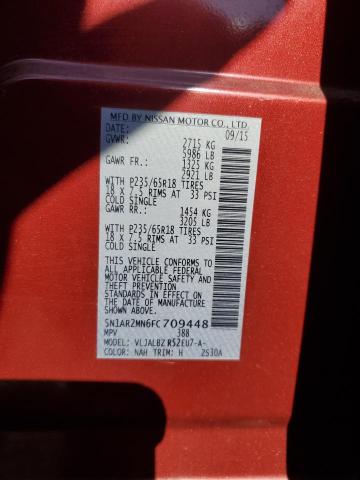 MFD BY NISSAN MOTOR CO., LTD.
DATE: 09/15
GVWR: 2715 KG
5986 LB
GAWR FR: 1325 KG
2921 LB
WITH P235/65R18 TIRES
18 X 7.5 RIMS AT 33 PSI
COLD SINGLE
GAWR RR: 1454 KG
3205 LB
WITH P235/65R18 TIRES
18 X 7.5 RIMS AT 33 PSI
COLD SINGLE
THIS VEHICLE CONFORMS TO ALL
APPLICABLE FEDERAL
MOTOR VEHICLE SAFETY AND
THEFT PREVENTION
STANDARDS IN EFFECT ON THE
DATE OF MFR. SHOWN ABOVE.
5N1AR2MN6FC709448
MPV 388
MODEL: VLJALBZ R52EU7-A-
COLOR: NAH TRIM: H 2S30A